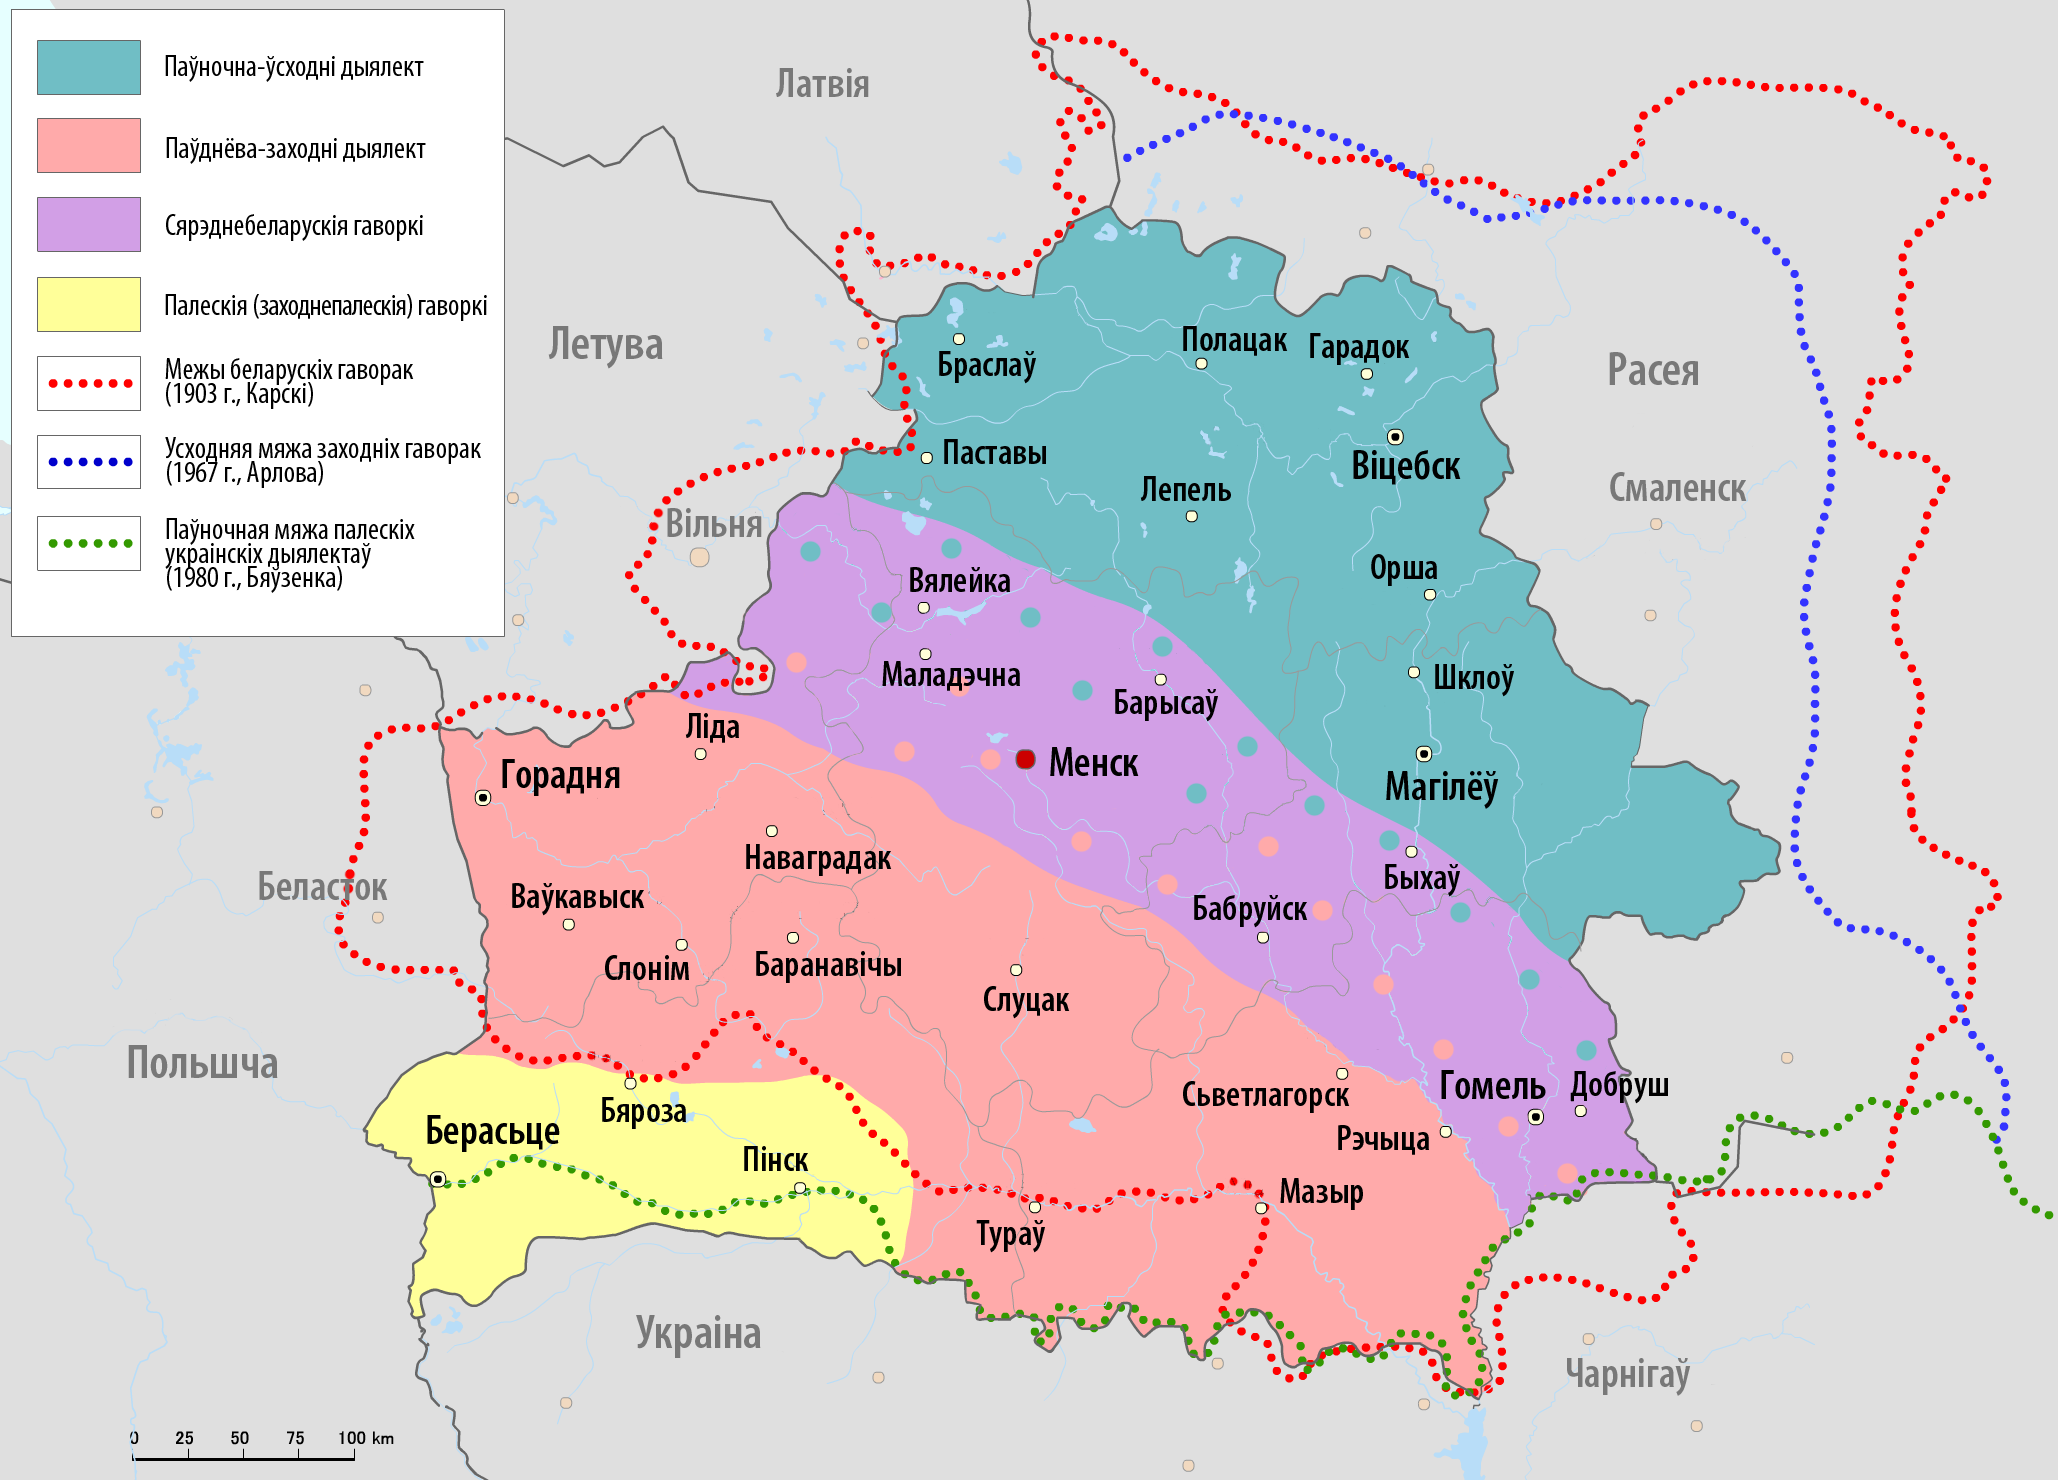 Паўночна-ўсходні дыялект
Паўднёва-заходні дыялект
Сярэднебеларускія гаворкі
Палескія (заходнепалескія) гаворкі
Межы беларускіх гаворак
(1903 г., Карскі)
Усходняя мяжа заходніх гаворак
(1967 г., Арлова)
Паўночная мяжа палескіх
украінскіх дыялектаў
(1980 г., Бяўзенка)
Латвія
Летува
Расея
Полацак
Гарадок
Браслаў
Паставы
Віцебск
Лепель
Смаленск
Вільня
Орша
Вялейка
Маладэчна
Шклоў
Барысаў
Ліда
Менск
Горадня
Магілёў
Наваградак
Быхаў
Беласток
Ваўкавыск
Бабруйск
Слонім
Баранавічы
Слуцак
Польшча
Сьветлагорск
Гомель
Добруш
Бяроза
Берасьце
Рэчыца
Пінск
Мазыр
Тураў
Украіна
Чарнігаў
0 25 50 75 100 km